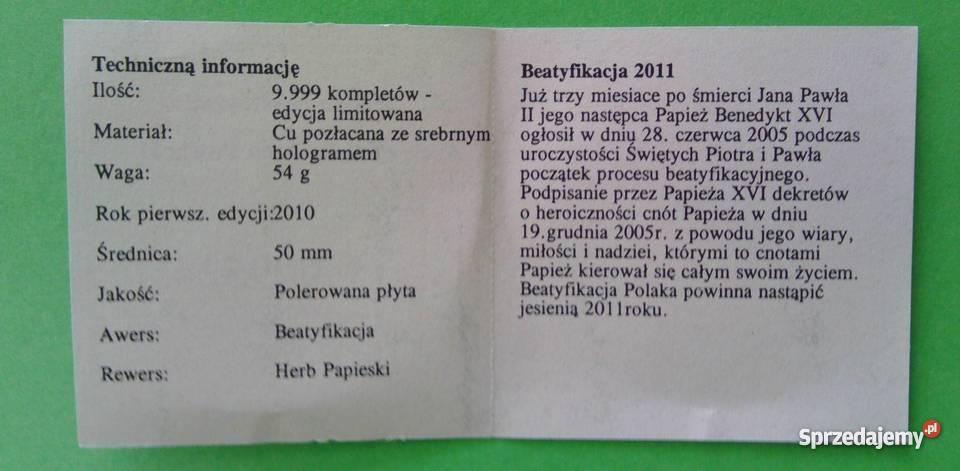 Techniczną informację
Ilość: 9.999 kompletów -
edycja limitowana
Materiał: Cu pozłacana ze srebrnym
hologramem
Waga: 54 g
Rok pierwsz. edycji:2010
Średnica: 50 mm
Jakość: Polerowana płyta
Awers: Beatyfikacja
Rewers: Herb Papieski
Beatyfikacja 2011
Już trzy miesiace po śmierci Jana Pawła
II jego następca Papież Benedykt XVI
ogłosił w dniu 28. czerwca 2005 podczas
uroczystości Świętych Piotra i Pawła
początek procesu beatyfikacyjnego.
Podpisanie przez Papieża XVI dekretów
o heroiczności cnót Papieża w dniu
19.grudnia 2005r. z powodu jego wiary,
miłości i nadziei, którymi to cnotami
Papież kierował się całym swoim życiem.
Beatyfikacja Polaka powinna nastąpić
jesienią 2011roku.
Sprzedajemy.pl